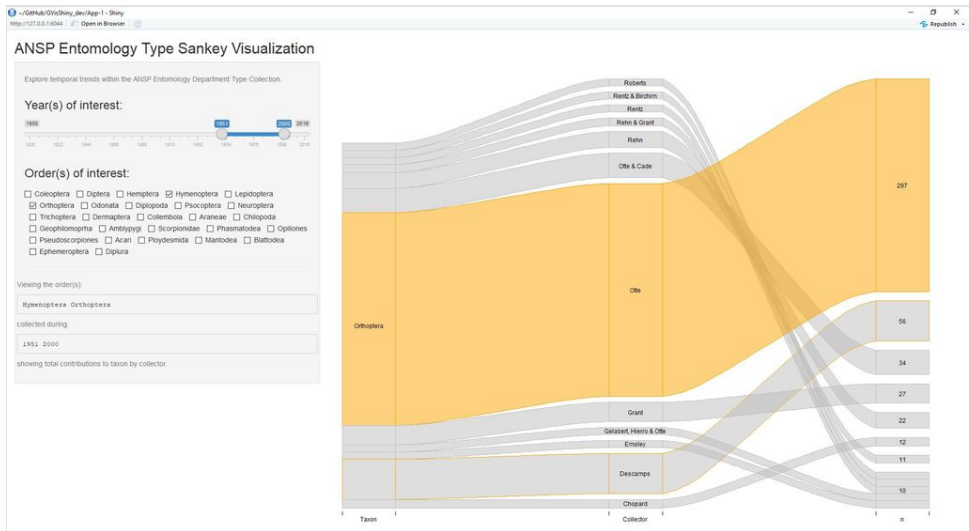 ~/GitHub/GVisShiny_dev/App-1 - Shiny
http://127.0.0.1:6044 Open in Browser
Republish
ANSP Entomology Type Sankey Visualization
Explore temporal trends within the ANSP Entomology Department Type Collection
Year(s) of interest:
1951 2000 2016
Order(s) of interest:
Coleoptera Diptera Hemiptera Hymenoptera Lepidoptera
Orthoptera Odonata Diplopoda Psocoptera Neuroptera
Trichoptera Dermaptera Collembola Araneae Chilopoda
Geophilomoprha Amblypygi Scorpionidae Phasmatodea Opiliones
Pseudoscorpiones Acari Ploydesmida Mantodea Blattodea
Ephemeroptera Diplura
Viewing the order(s):
Hymenoptera Orthoptera
collected during:
1951 2000
showing total contributions to taxon by collector
Orthoptera
Taxon
Roberts
Rentz & Birchim
Rentz
Rehn & Grant
Rehn
Otte & Cade
Otte
Grant
Gelabert, Hierro & Otte
Emsley
Descamps
Chopard
Collector
297
56
34
27
22
12
11
10
n